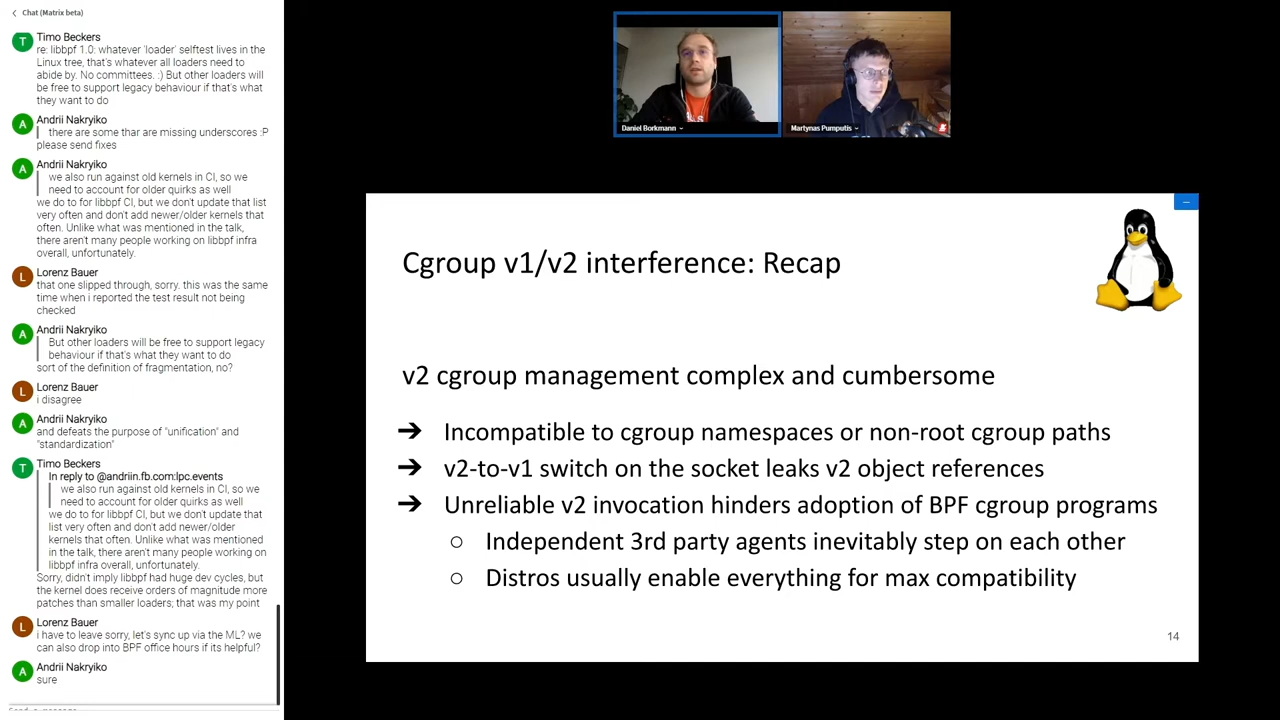 Chat (Matrix beta)
T
Timo Beckers
re: libbpf 1.0: whatever 'loader' selftest lives in the
Linux tree, that's whatever all loaders need to
abide by. No committees. :) But other loaders will
be free to support legacy behaviour if that's what
they want to do
A
Andrii Nakryiko
there are some thar are missing underscores :P
please send fixes
A
Andrii Nakryiko
we also run against old kernels in CI, so we
need to account for older quirks as well
we do to for libbpf CI, but we don't update that list
very often and don't add newer/older kernels that
often. Unlike what was mentioned in the talk,
there aren't many people working on libbpf infra
overall, unfortunately.
L
Lorenz Bauer
that one slipped through, sorry. this was the same
time when i reported the test result not being
checked
A
Andrii Nakryiko
But other loaders will be free to support legacy
behaviour if that's what they want to do
sort of the definition of fragmentation, no?
L
Lorenz Bauer
i disagree
A
Andrii Nakryiko
and defeats the purpose of "unification" and
"standardization"
T
Timo Beckers
In reply to @andriin.fb.com:lpc.events
we also run against old kernels in CI, so we
need to account for older quirks as well
we do to for libbpf CI, but we don't update that
list very often and don't add newer/older
kernels that often. Unlike what was mentioned
in the talk, there aren't many people working on
libbpf infra overall, unfortunately.
Sorry, didn't imply libbpf had huge dev cycles, but
the kernel does receive orders of magnitude more
patches than smaller loaders; that was my point
L
Lorenz Bauer
i have to leave sorry, let's sync up via the ML? we
can also drop into BPF office hours if its helpful?
A
Andrii Nakryiko
sure
Daniel Borkmann
Martynas Pumputis
Cgroup v1/v2 interference: Recap
v2 cgroup management complex and cumbersome
➔ Incompatible to cgroup namespaces or non-root cgroup paths
➔ v2-to-v1 switch on the socket leaks v2 object references
➔ Unreliable v2 invocation hinders adoption of BPF cgroup programs
○ Independent 3rd party agents inevitably step on each other
○ Distros usually enable everything for max compatibility
14